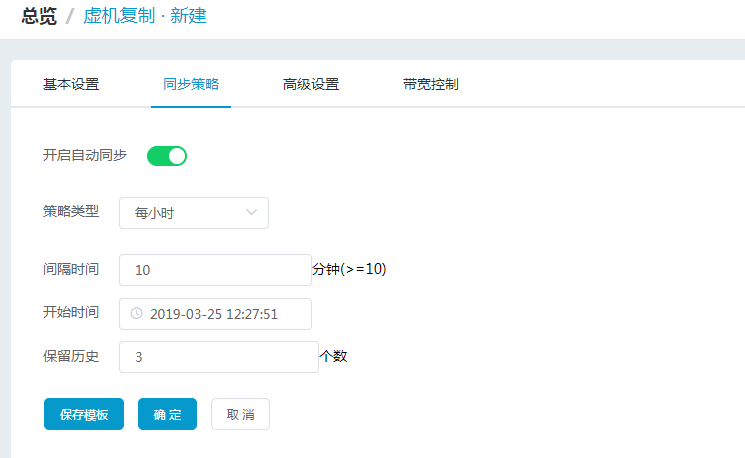 总览 / 虚机复制 · 新建
基本设置 同步策略 高级设置 带宽控制
开启自动同步
策略类型 每小时
间隔时间 10 分钟(>=10)
开始时间 2019-03-25 12:27:51
保留历史 3 个数
保存模板 确 定 取 消